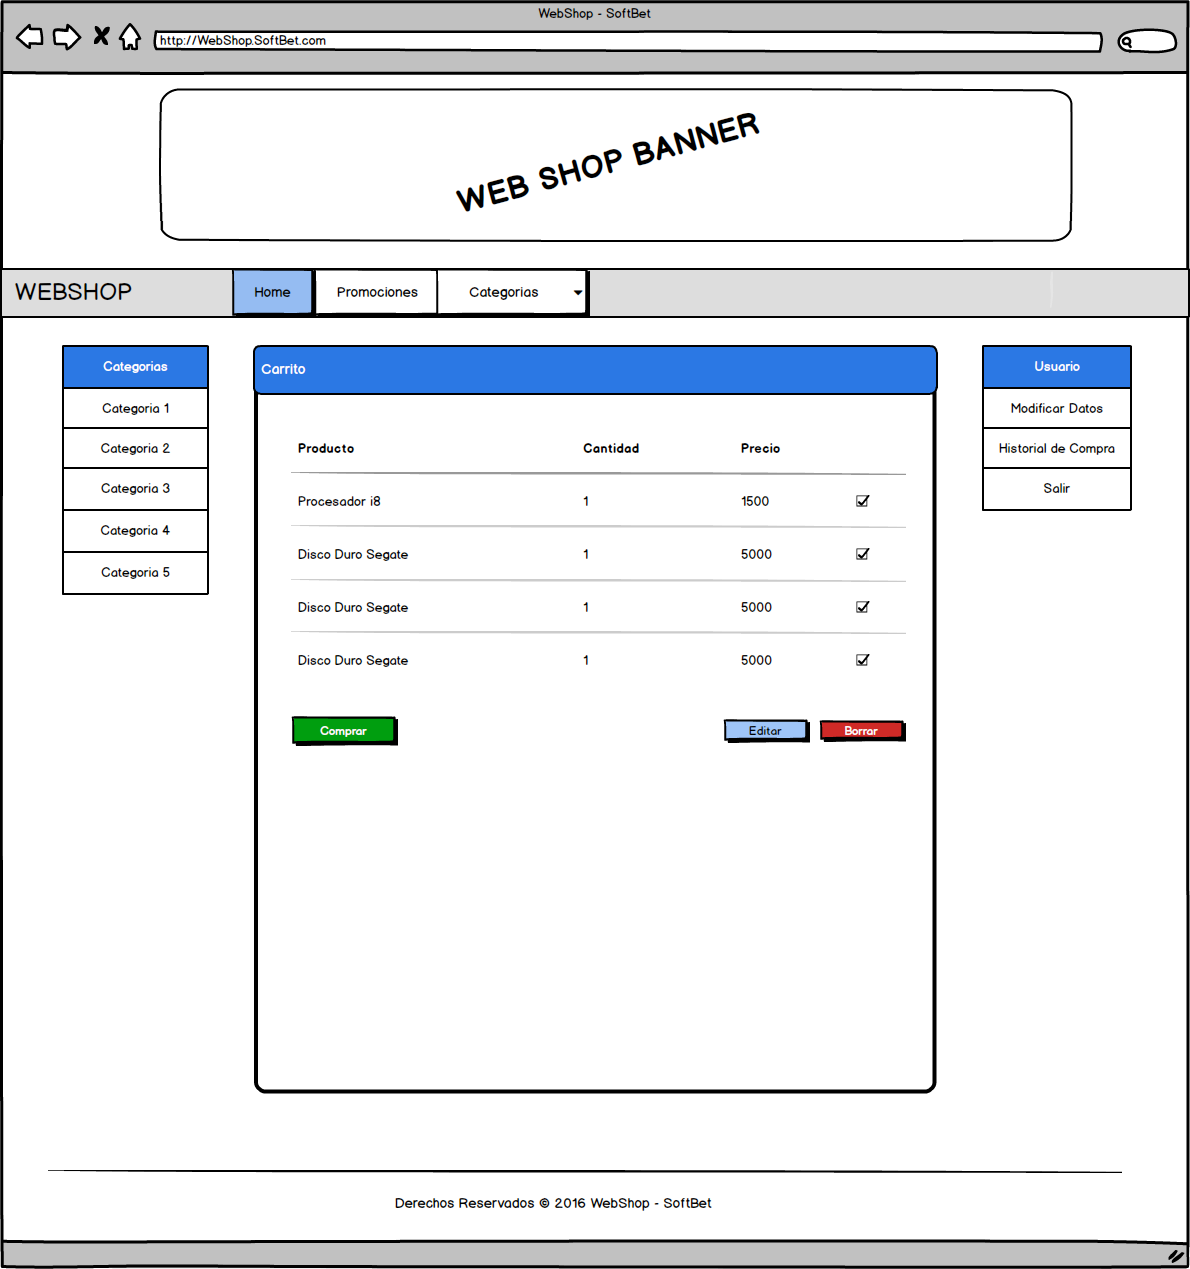 WebShop - SoftBet
http://WebShop.SoftBet.com
WEB SHOP BANNER
WEBSHOP
Home
Promociones
Categorias
Categorias
Categoria 1
Categoria 2
Categoria 3
Categoria 4
Categoria 5
Carrito
Producto Cantidad Precio
Procesador i8 1 1500
Disco Duro Segate 1 5000
Disco Duro Segate 1 5000
Disco Duro Segate 1 5000
Comprar
Editar
Borrar
Usuario
Modificar Datos
Historial de Compra
Salir
Derechos Reservados © 2016 WebShop - SoftBet